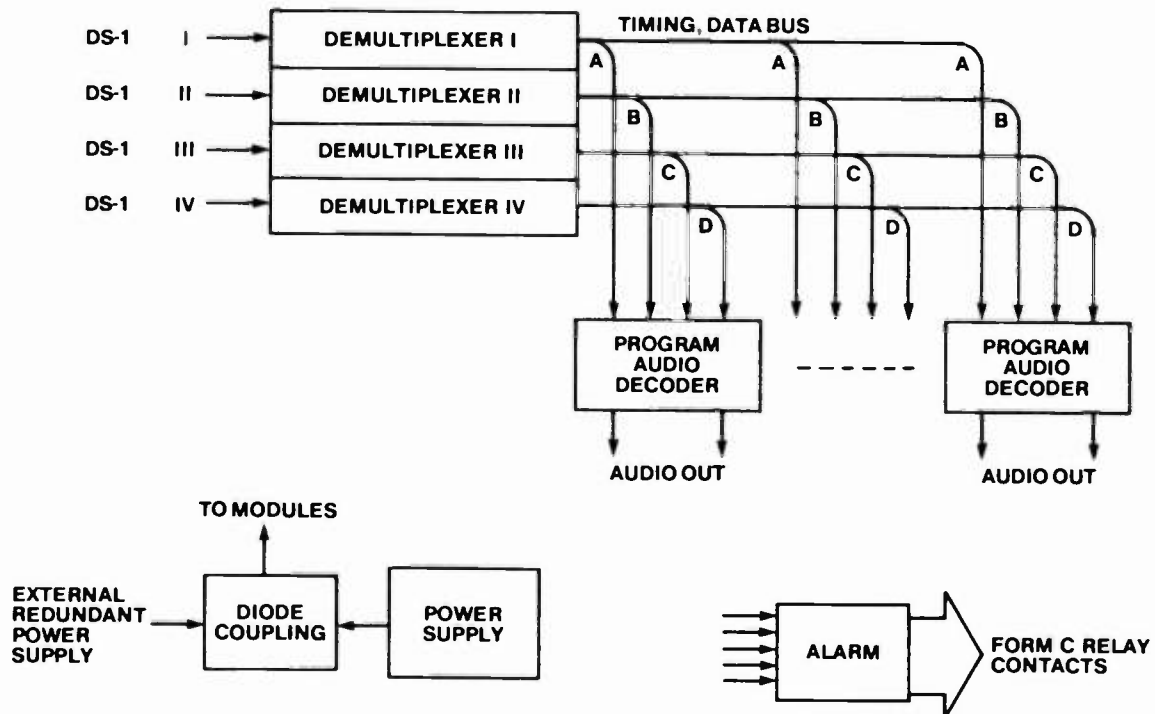 TIMING, DATA BUS
DS-1 I DEMULTIPLEXER I
A A A
DS-1 II DEMULTIPLEXER II
B B B
DS-1 III DEMULTIPLEXER III
C C C
DS-1 IV DEMULTIPLEXER IV
D D D
PROGRAM
AUDIO
DECODER
PROGRAM
AUDIO
DECODER
AUDIO OUT
AUDIO OUT
TO MODULES
EXTERNAL
REDUNDANT
POWER
SUPPLY
DIODE
COUPLING
POWER
SUPPLY
ALARM
FORM C RELAY
CONTACTS